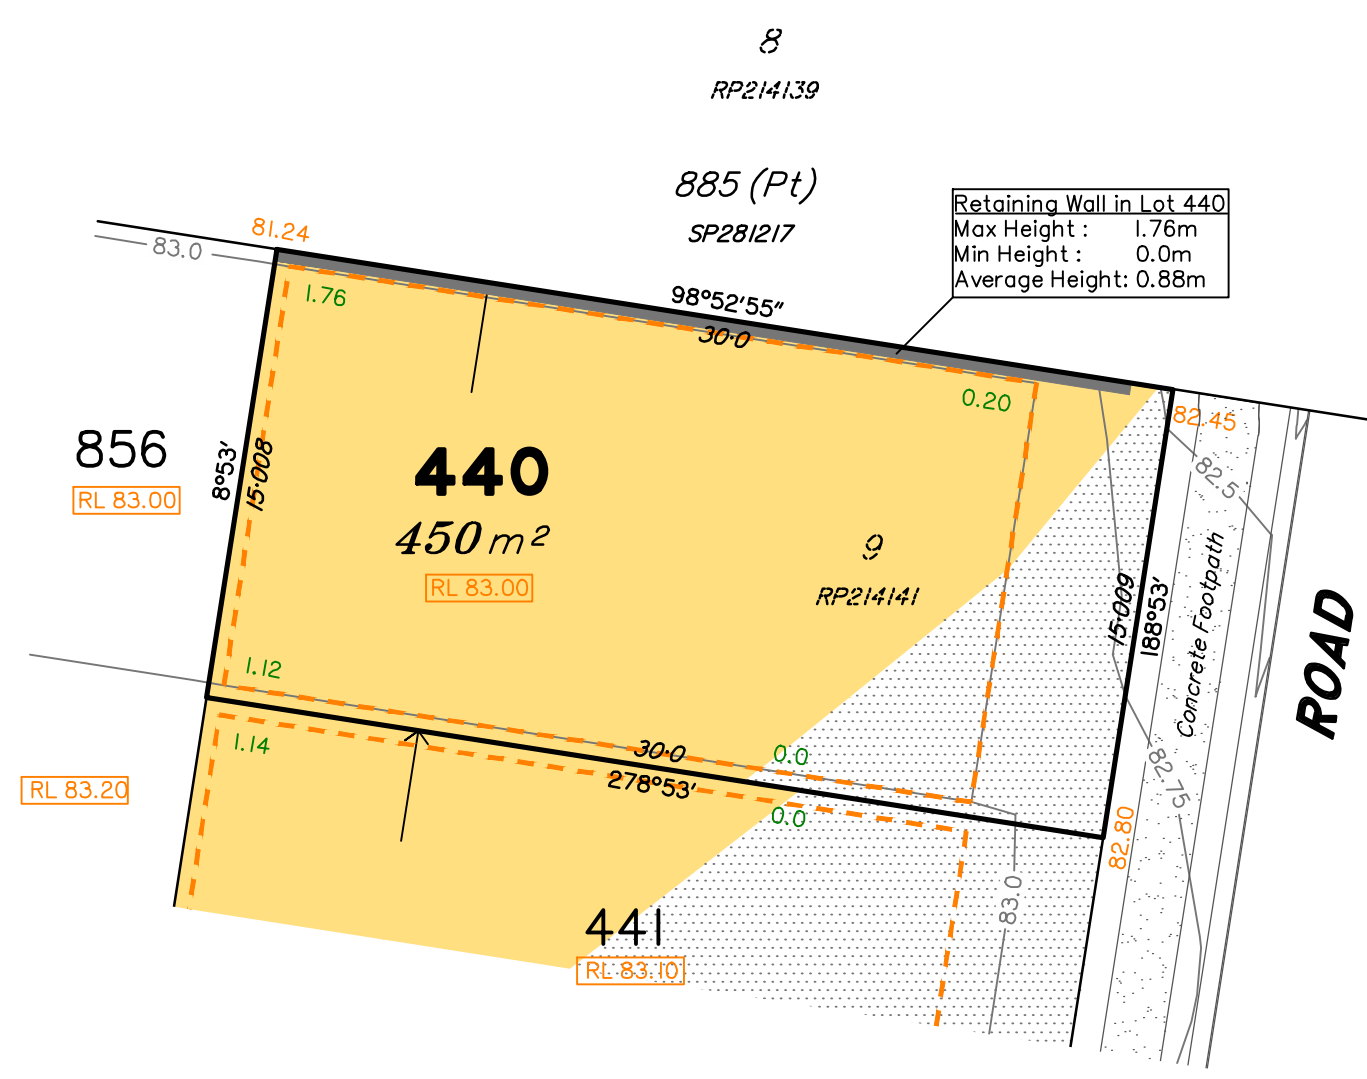 8
RP214139
885 (Pt)
SP281217
Retaining Wall in Lot 440
Max Height : 1.76m
Min Height : 0.0m
Average Height: 0.88m
81.24
83.0
1.76
98°52'55"
30·0
0.20
82.45
82.5
856
RL 83.00
8°53'
15·008
440
450 m²
RL 83.00
9
RP214141
15·009
188°53'
Concrete Footpath
ROAD
1.12
1.14
30·0
278°53'
0.0
0.0
82.75
82.80
RL 83.20
83.0
441
RL 83.10